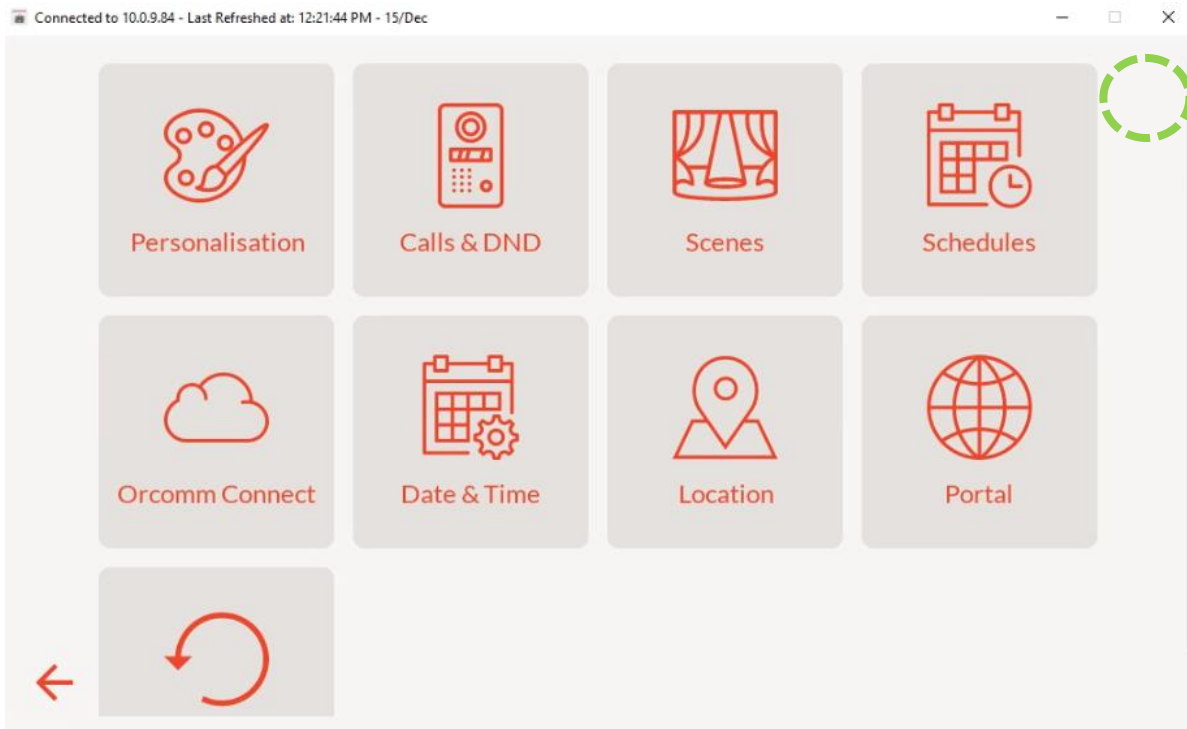 Connected to 10.0.9.84 - Last Refreshed at: 12:21:44 PM - 15/Dec
Personalisation
Calls & DND
Scenes
Schedules
Orcomm Connect
Date & Time
Location
Portal